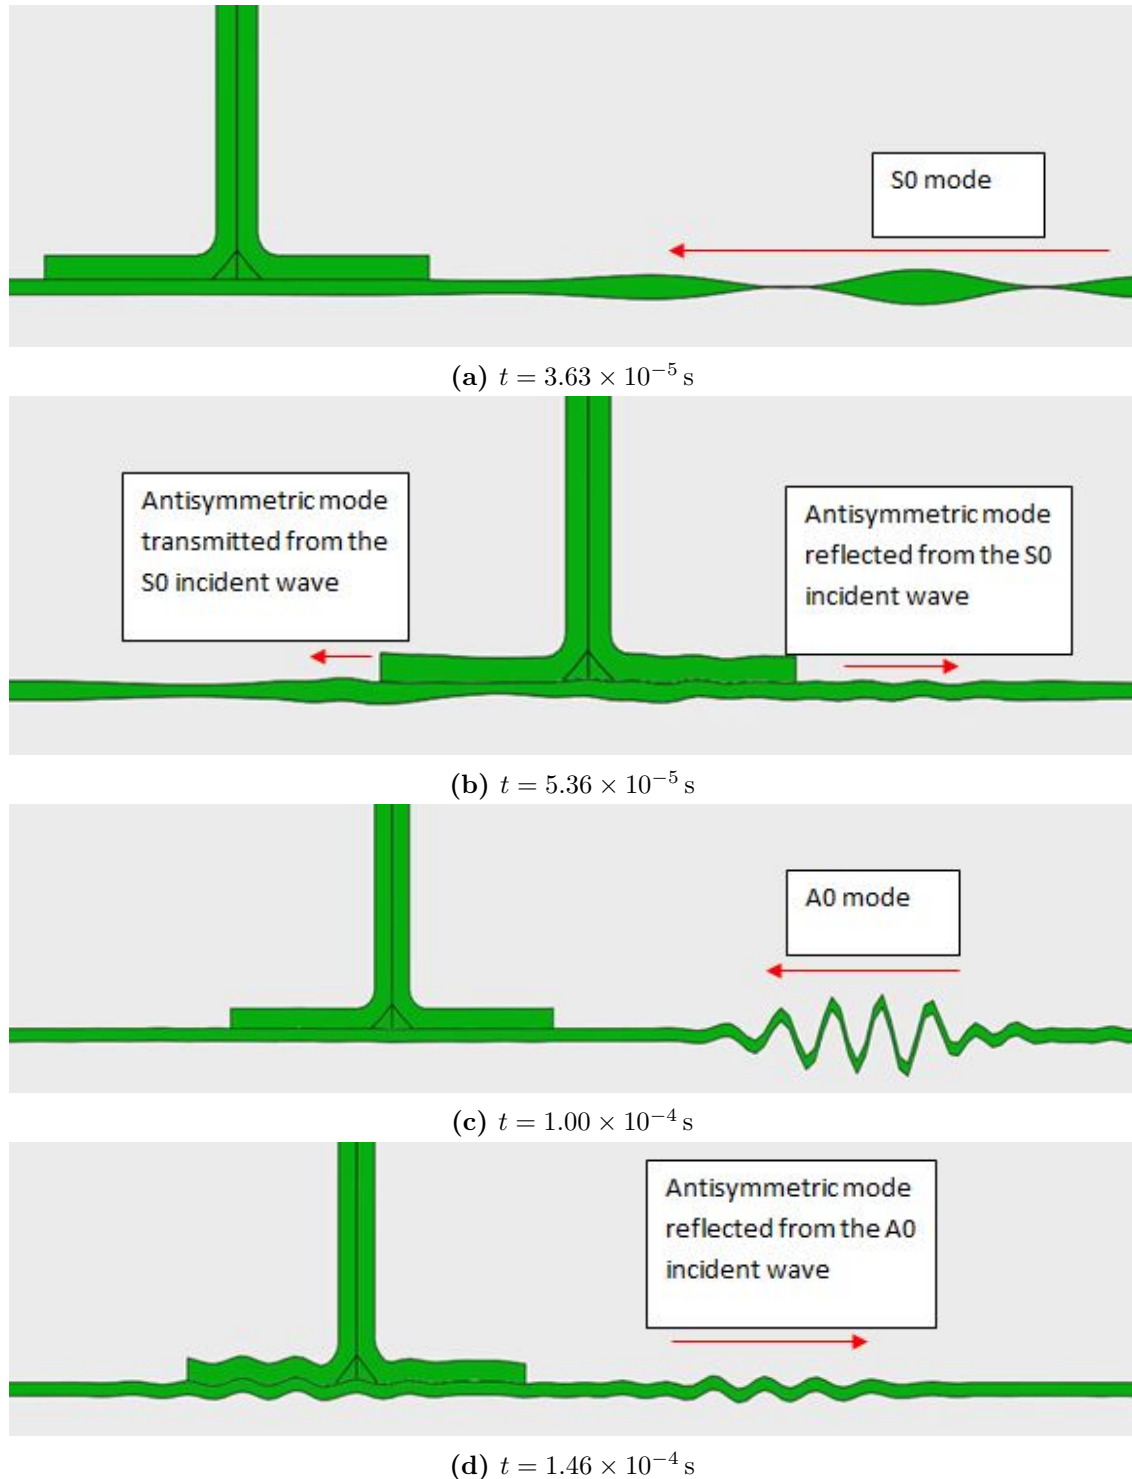 S0 mode
(a) t = 3.63 × 10⁻⁵ s
Antisymmetric mode
transmitted from the
S0 incident wave
Antisymmetric mode
reflected from the S0
incident wave
(b) t = 5.36 × 10⁻⁵ s
A0 mode
(c) t = 1.00 × 10⁻⁴ s
Antisymmetric mode
reflected from the A0
incident wave
(d) t = 1.46 × 10⁻⁴ s